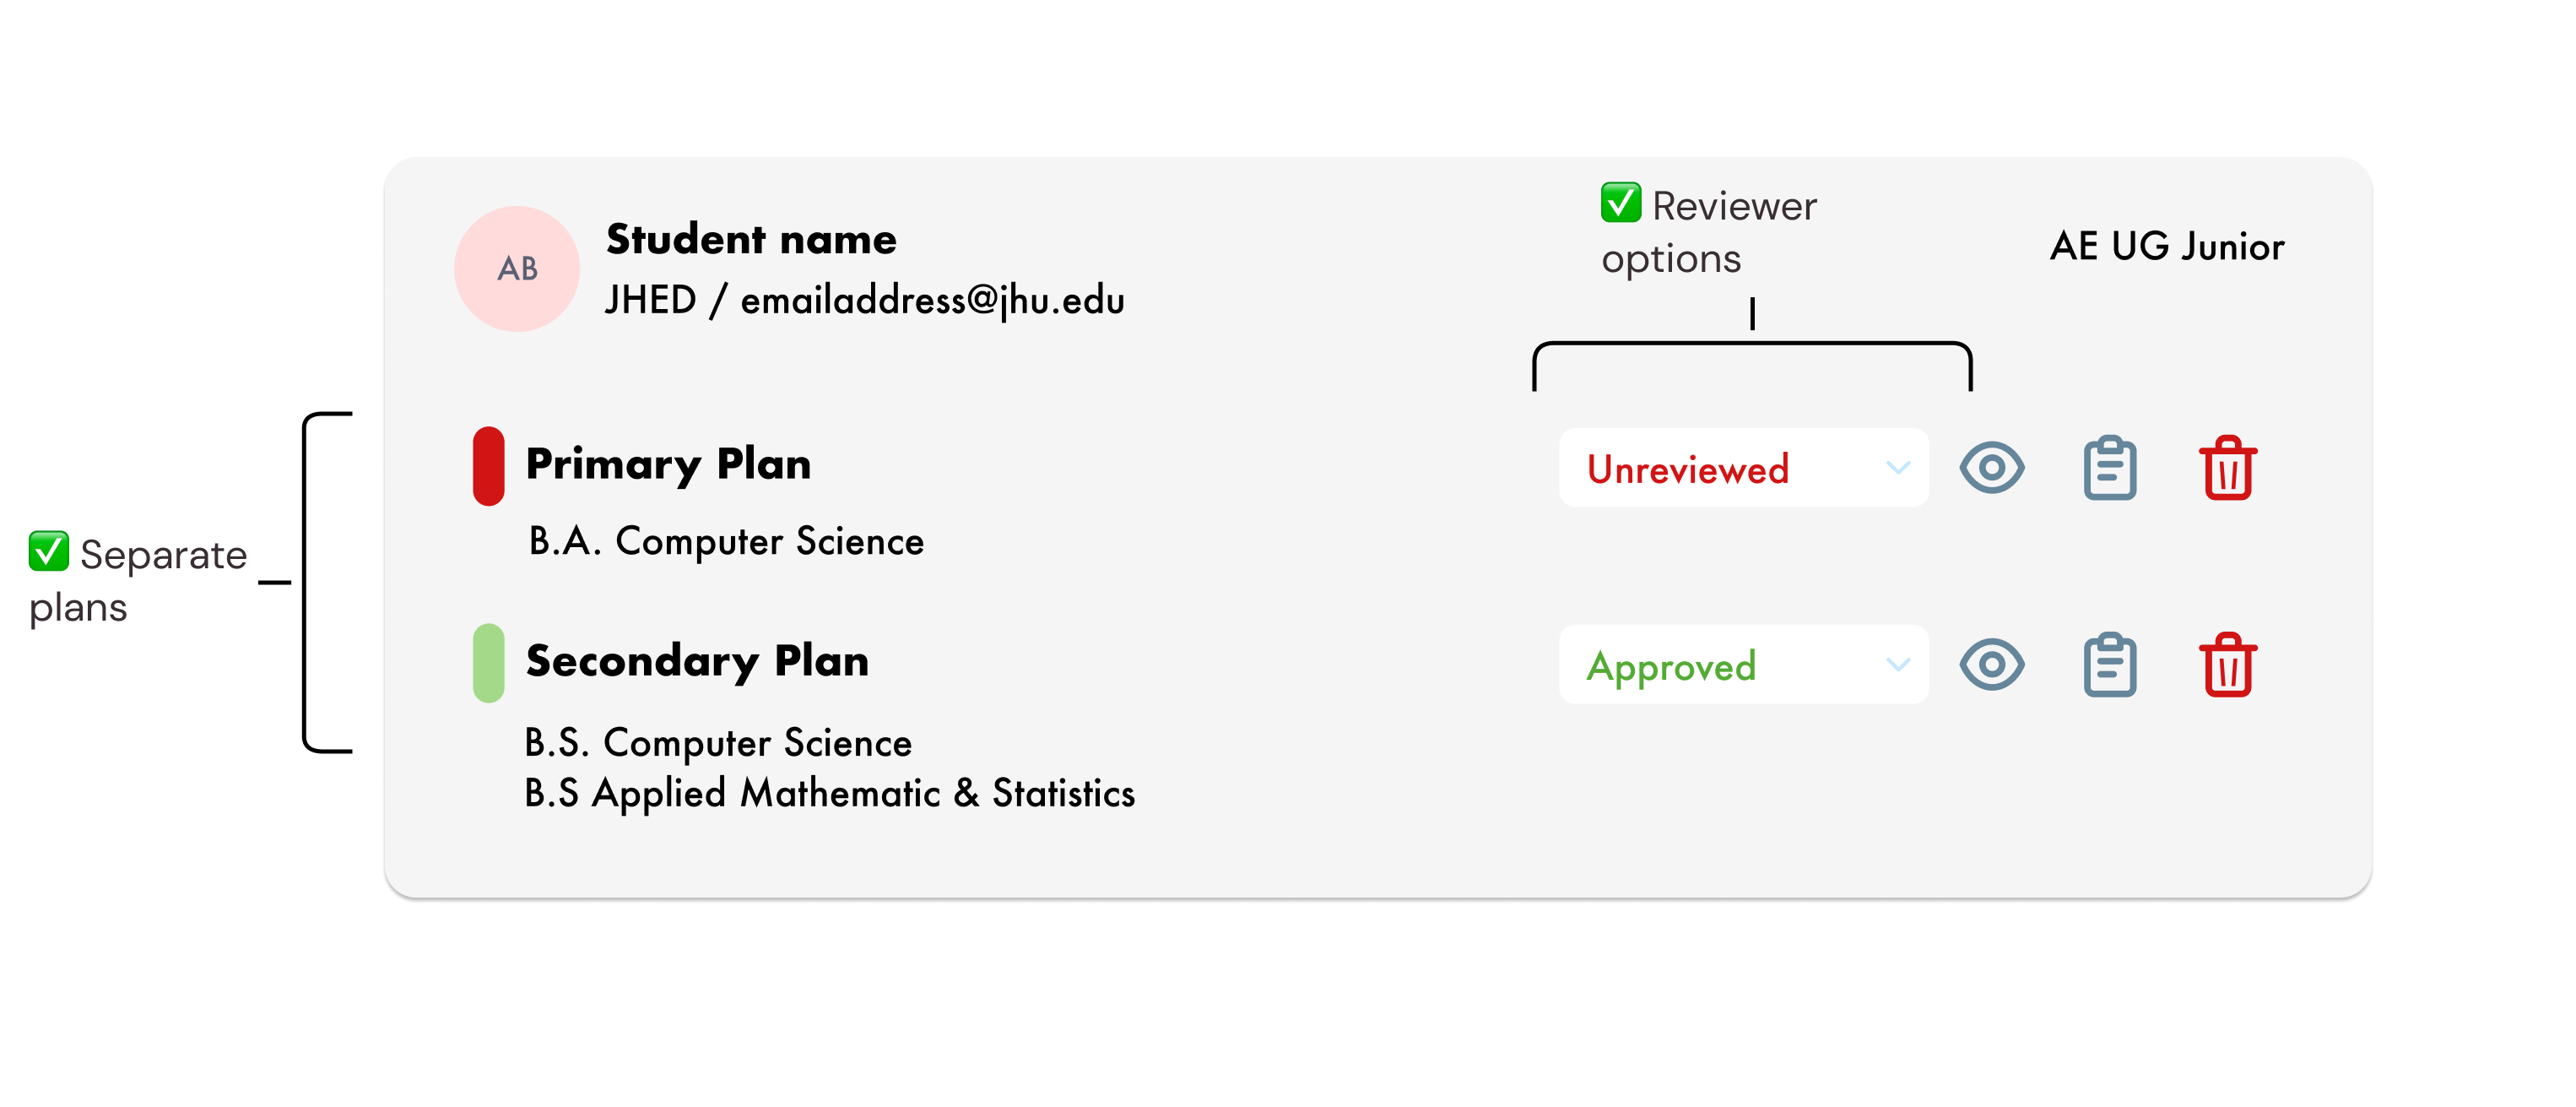 ✅ Reviewer
options
AB
Student name
JHED / emailaddress@jhu.edu
AE UG Junior
✅ Separate
plans
Primary Plan
Unreviewed
B.A. Computer Science
Secondary Plan
Approved
B.S. Computer Science
B.S Applied Mathematic & Statistics